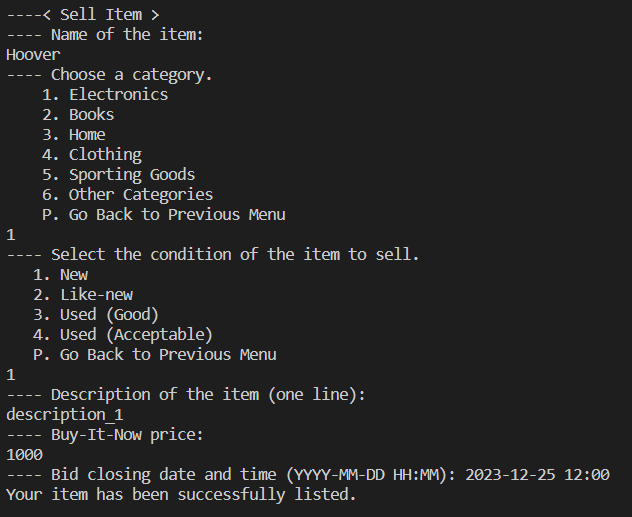 ----< Sell Item >
---- Name of the item:
Hoover
---- Choose a category.
    1. Electronics
    2. Books
    3. Home
    4. Clothing
    5. Sporting Goods
    6. Other Categories
    P. Go Back to Previous Menu
1
---- Select the condition of the item to sell.
   1. New
   2. Like-new
   3. Used (Good)
   4. Used (Acceptable)
   P. Go Back to Previous Menu
1
---- Description of the item (one line):
description_1
---- Buy-It-Now price:
1000
---- Bid closing date and time (YYYY-MM-DD HH:MM): 2023-12-25 12:00
Your item has been successfully listed.